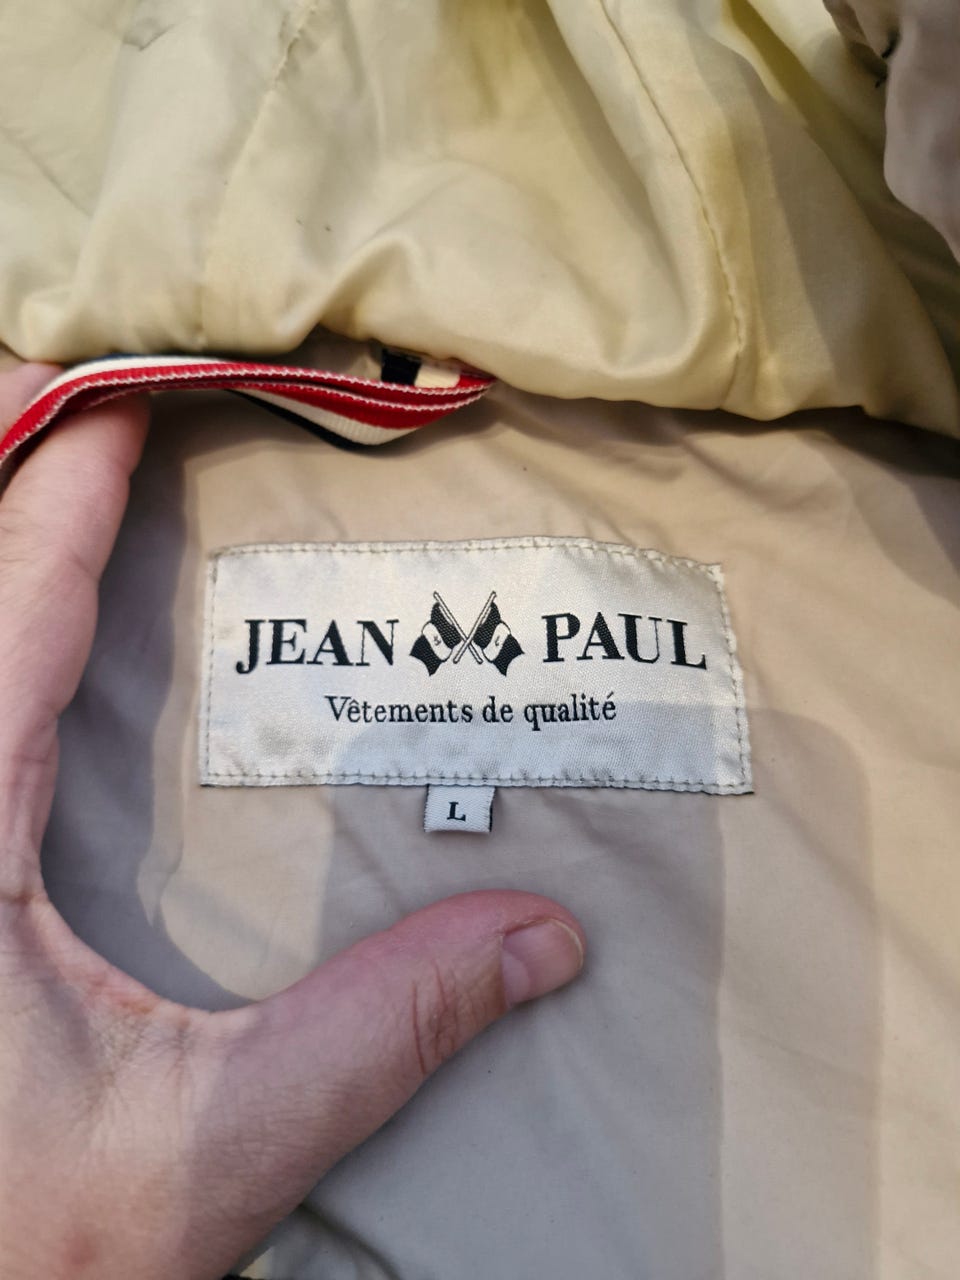 JEAN PAUL
Vêtements de qualité
L